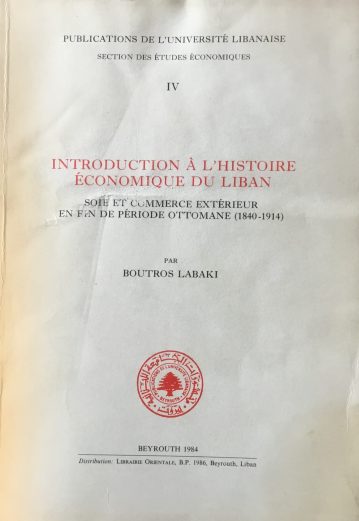 PUBLICATIONS DE L'UNIVERSITÉ LIBANAISE
SECTION DES ÉTUDES ÉCONOMIQUES
IV
INTRODUCTION À L'HISTOIRE
ÉCONOMIQUE DU LIBAN
SOIE ET COMMERCE EXTÉRIEUR
EN FIN DE PÉRIODE OTTOMANE (1840-1914)
PAR
BOUTROS LABAKI
BEYROUTH 1984
Distribution: LIBRAIRIE ORIENTALE, B.P. 1986, Beyrouth, Liban